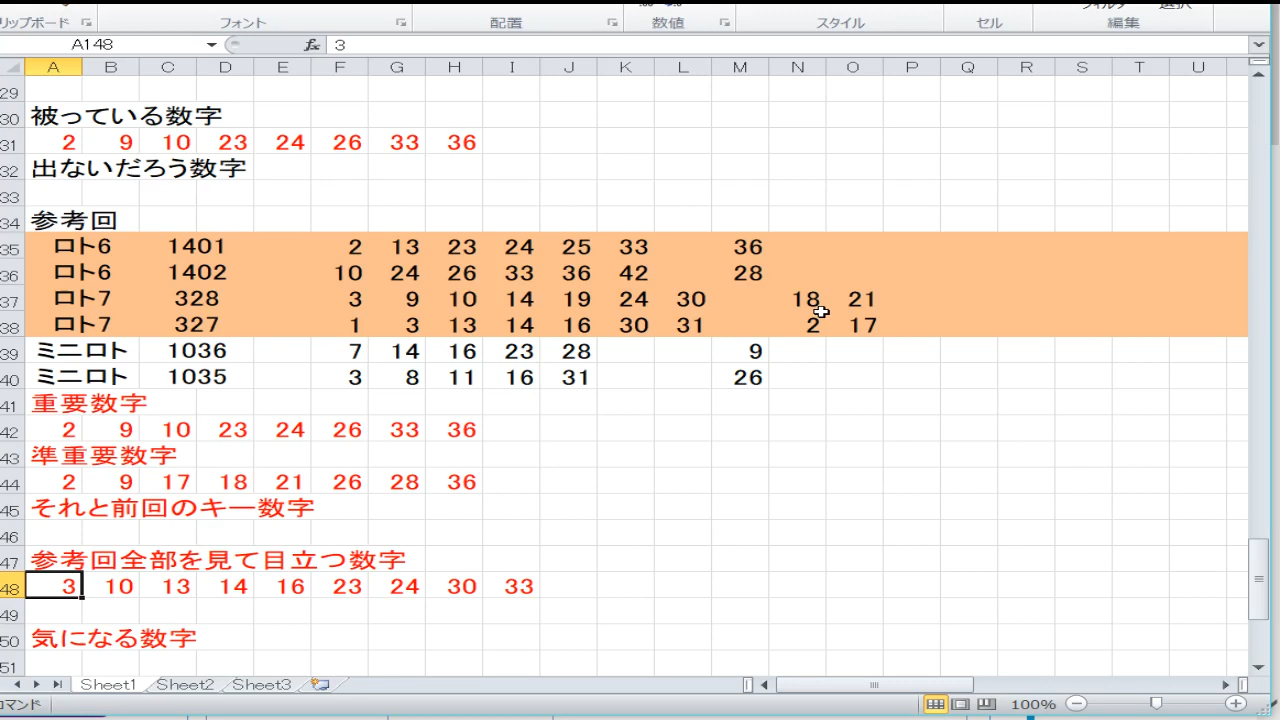 リップボード フォント 配置 数値 スタイル セル 編集
A148 fx 3
A B C D E F G H I J K L M N O P Q R S T U
29
30 被っている数字
31 2 9 10 23 24 26 33 36
32 出ないだろう数字
33
34 参考回
35 ロト6 1401 2 13 23 24 25 33 36
36 ロト6 1402 10 24 26 33 36 42 28
37 ロト7 328 3 9 10 14 19 24 30 18 21
38 ロト7 327 1 3 13 14 16 30 31 2 17
39 ミニロト 1036 7 14 16 23 28 9
40 ミニロト 1035 3 8 11 16 31 26
41 重要数字
42 2 9 10 23 24 26 33 36
43 準重要数字
44 2 9 17 18 21 26 28 36
45 それと前回のキー数字
46
47 参考回全部を見て目立つ数字
48 3 10 13 14 16 23 24 30 33
49
50 気になる数字
51
Sheet1 Sheet2 Sheet3
コマンド 100%